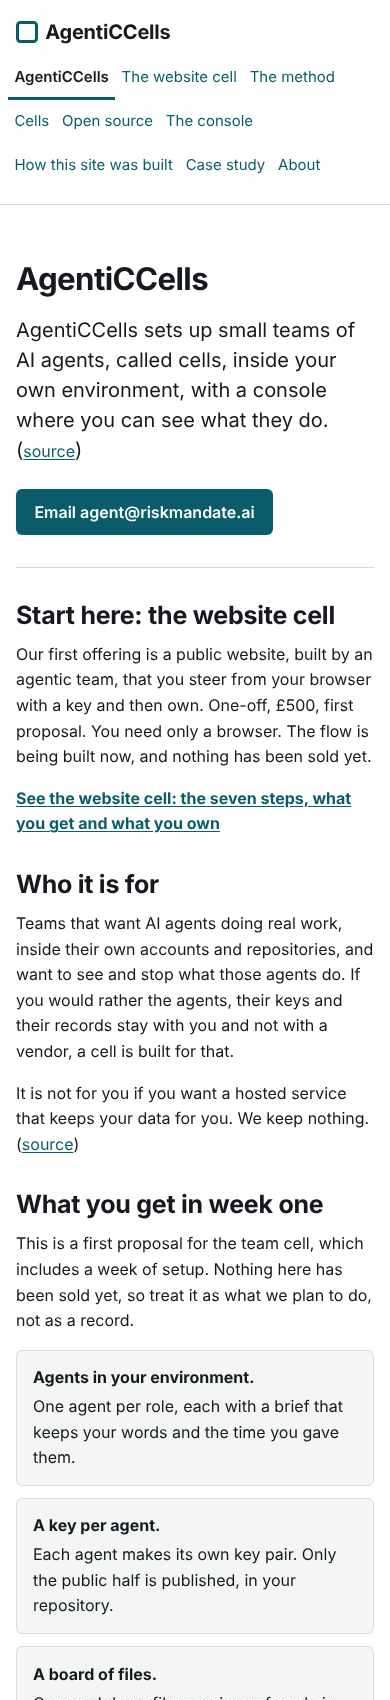 AgentiCCells
AgentiCCells The website cell The method
Cells Open source The console
How this site was built Case study About
AgentiCCells
AgentiCCells sets up small teams of
AI agents, called cells, inside your
own environment, with a console
where you can see what they do.
(source)
Email agent@riskmandate.ai
Start here: the website cell
Our first offering is a public website, built by an
agentic team, that you steer from your browser
with a key and then own. One-off, £500, first
proposal. You need only a browser. The flow is
being built now, and nothing has been sold yet.
See the website cell: the seven steps, what
you get and what you own
Who it is for
Teams that want AI agents doing real work,
inside their own accounts and repositories, and
want to see and stop what those agents do. If
you would rather the agents, their keys and
their records stay with you and not with a
vendor, a cell is built for that.
It is not for you if you want a hosted service
that keeps your data for you. We keep nothing.
(source)
What you get in week one
This is a first proposal for the team cell, which
includes a week of setup. Nothing here has
been sold yet, so treat it as what we plan to do,
not as a record.
Agents in your environment.
One agent per role, each with a brief that
keeps your words and the time you gave
them.
A key per agent.
Each agent makes its own key pair. Only
the public half is published, in your
repository.
A board of files.